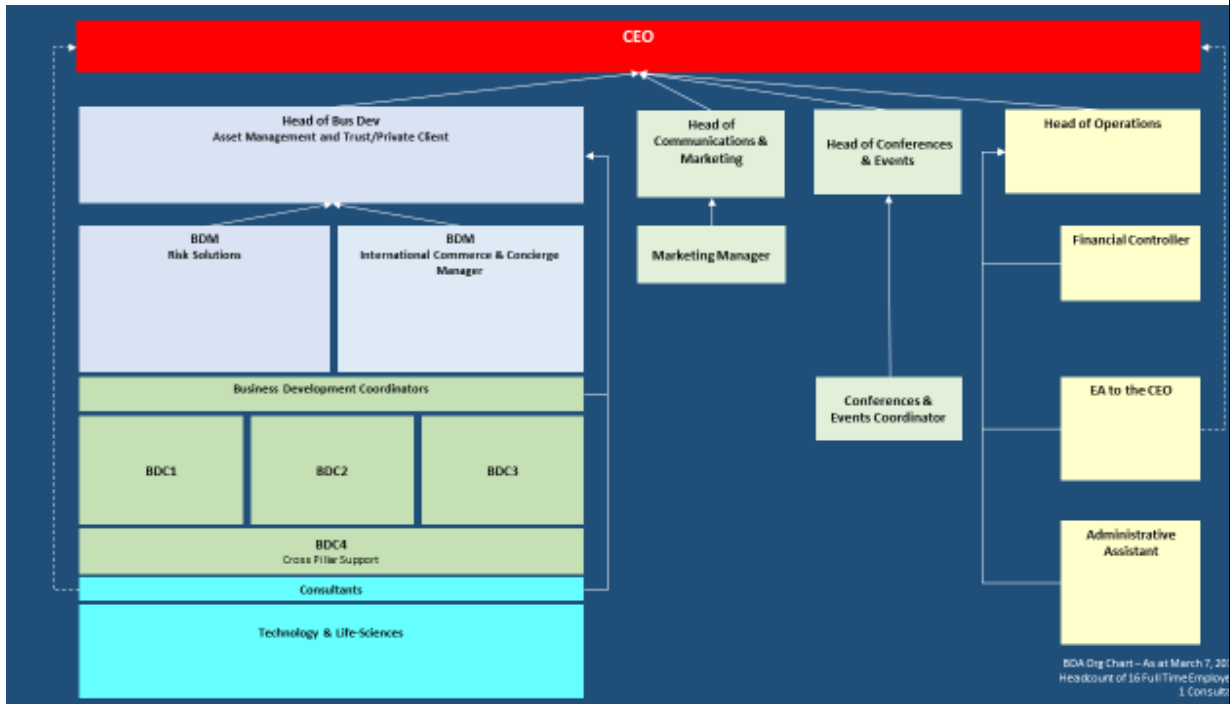 CEO
Head of Bus Dev
Asset Management and Trust/Private Client
Head of
Communications &
Marketing
Head of Conferences
& Events
Head of Operations
BDM
Risk Solutions
BDM
International Commerce & Concierge
Manager
Marketing Manager
Financial Controller
Business Development Coordinators
BDC1
BDC2
BDC3
BDC4
Cross Pillar Support
Consultants
Technology & Life-Sciences
Conferences &
Events Coordinator
EA to the CEO
Administrative
Assistant
BDA Org Chart – As at March 7,
Headcount of 16 Full Time
1